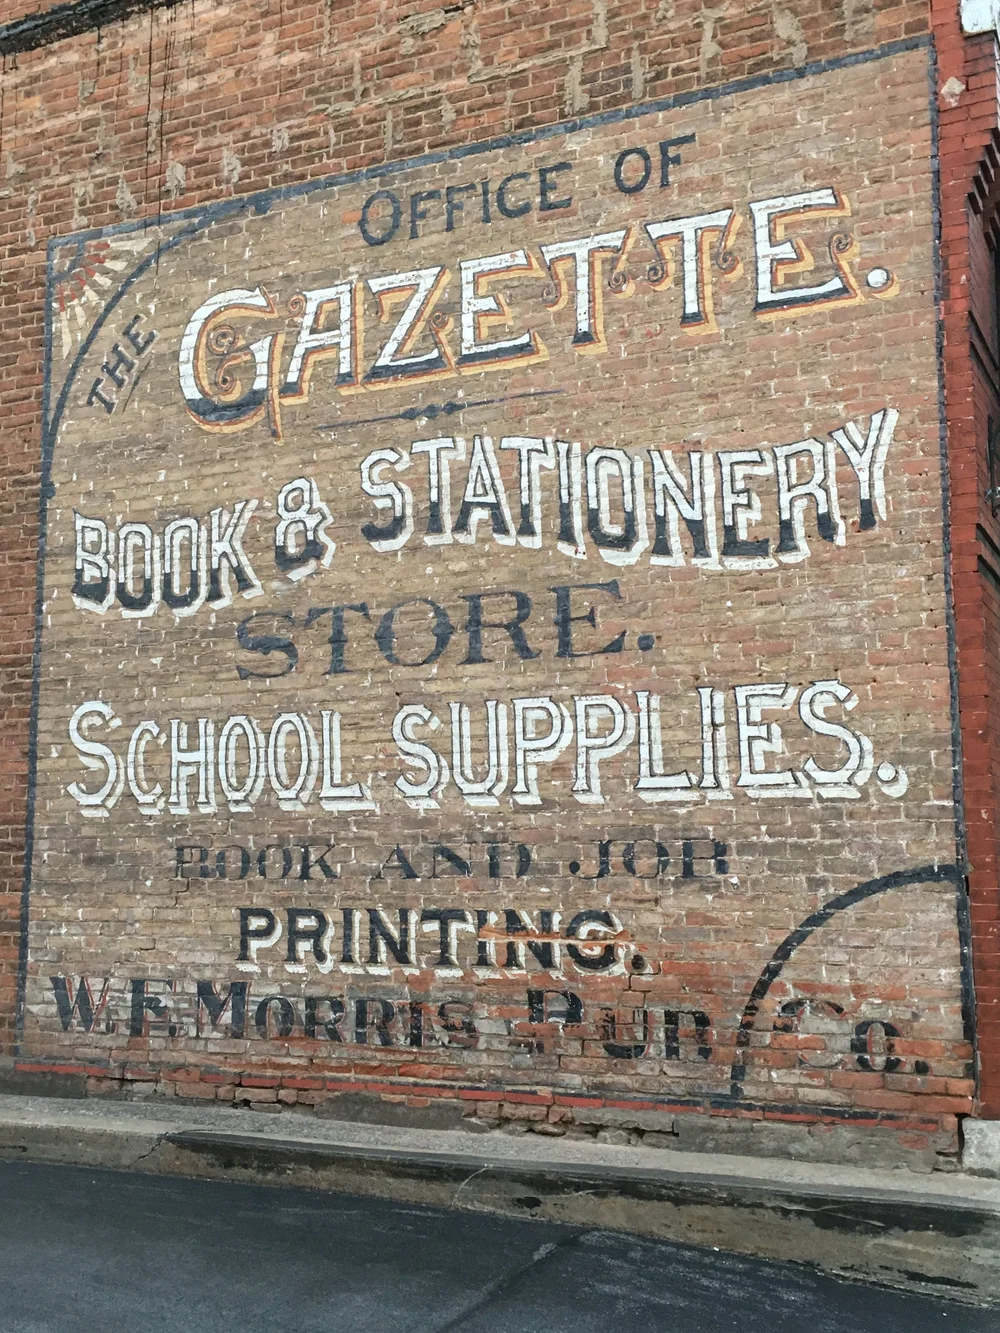 OFFICE OF
THE GAZETTE.
BOOK & STATIONERY
STORE.
SCHOOL SUPPLIES.
BOOK AND JOB
PRINTING.
W.F. MORRIS PUB Co.